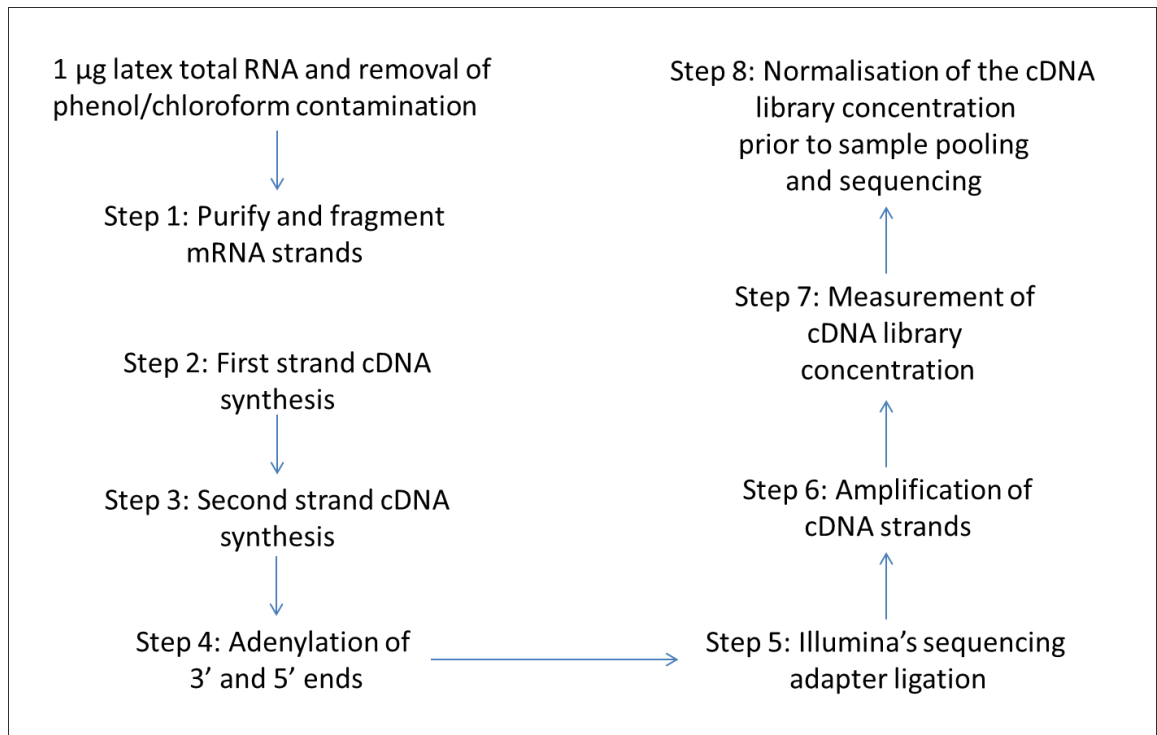 1 µg latex total RNA and removal of
phenol/chloroform contamination
Step 1: Purify and fragment
mRNA strands
Step 2: First strand cDNA
synthesis
Step 3: Second strand cDNA
synthesis
Step 4: Adenylation of
3’ and 5’ ends
Step 5: Illumina’s sequencing
adapter ligation
Step 6: Amplification of
cDNA strands
Step 7: Measurement of
cDNA library
concentration
Step 8: Normalisation of the cDNA
library concentration
prior to sample pooling
and sequencing